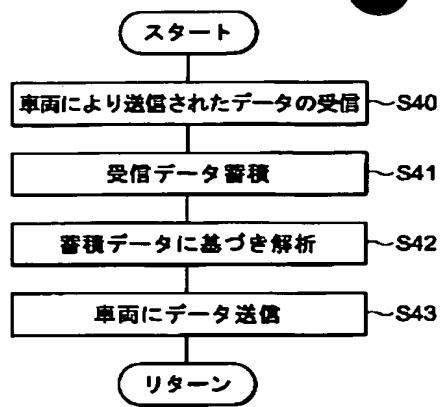 スタート
車両により送信されたデータの受信 ~S40
受信データ蓄積 ~S41
蓄積データに基づき解析 ~S42
車両にデータ送信 ~S43
リターン